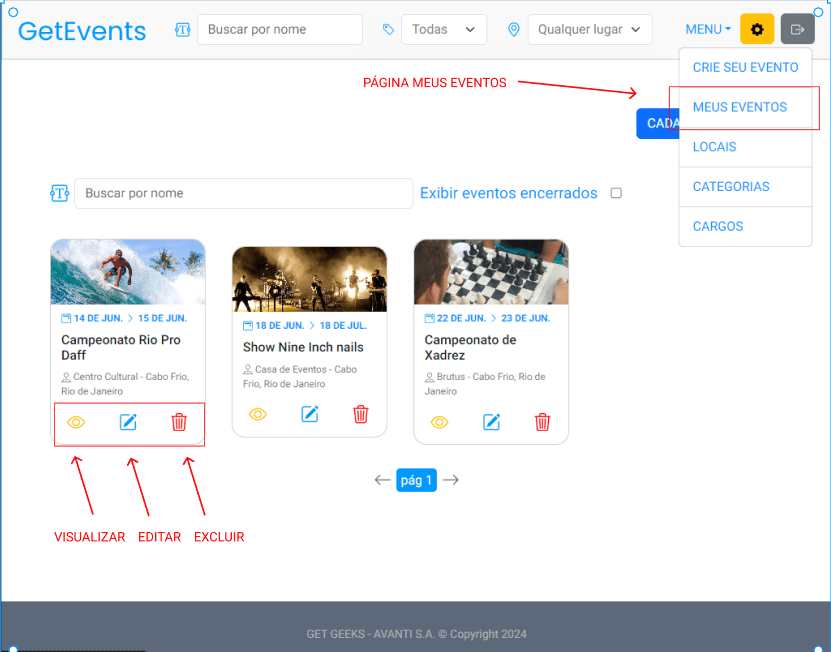 GetEvents
Buscar por nome
Todas
Qualquer lugar
MENU
CRIE SEU EVENTO
PÁGINA MEUS EVENTOS
MEUS EVENTOS
CADA
LOCAIS
CATEGORIAS
CARGOS
Buscar por nome
Exibir eventos encerrados
14 DE JUN. > 15 DE JUN.
Campeonato Rio Pro
Daff
Centro Cultural - Cabo Frio,
Rio de Janeiro
18 DE JUN. > 18 DE JUL.
Show Nine Inch nails
Casa de Eventos - Cabo
Frio, Rio de Janeiro
22 DE JUN. > 23 DE JUN.
Campeonato de
Xadrez
Brutus - Cabo Frio, Rio de
Janeiro
pág 1
VISUALIZAR EDITAR EXCLUIR
GET GEEKS - AVANTI S.A. © Copyright 2024